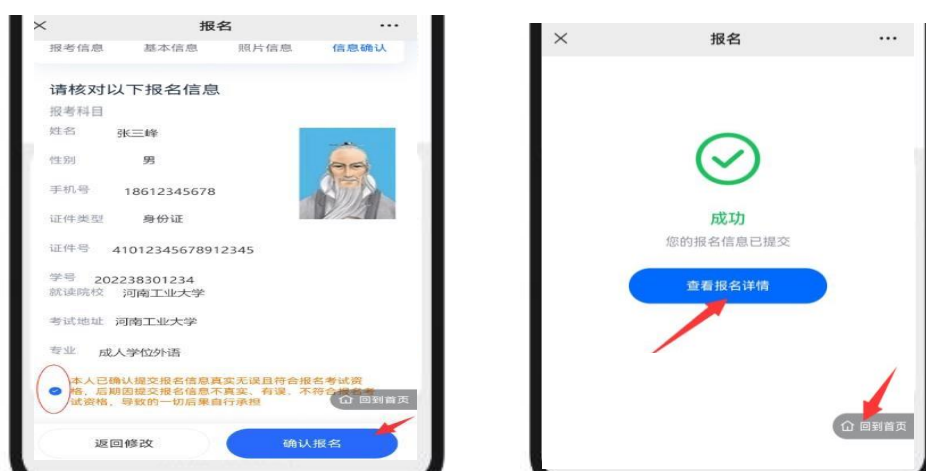 报名
报考信息 基本信息 照片信息 信息确认
请核对以下报名信息
报考科目
姓名 张三峰
性别 男
手机号 18612345678
证件类型 身份证
证件号 41012345678912345
学号 202238301234
就读院校 河南工业大学
考试地址 河南工业大学
专业 成人学位外语
本人已确认提交报名信息真实无误且符合报名考试资
格，后期因提交报名信息不真实、有误、不符合报名考
试资格，导致的一切后果自行承担
回到首页
返回修改 确认报名
报名
成功
您的报名信息已提交
查看报名详情
回到首页